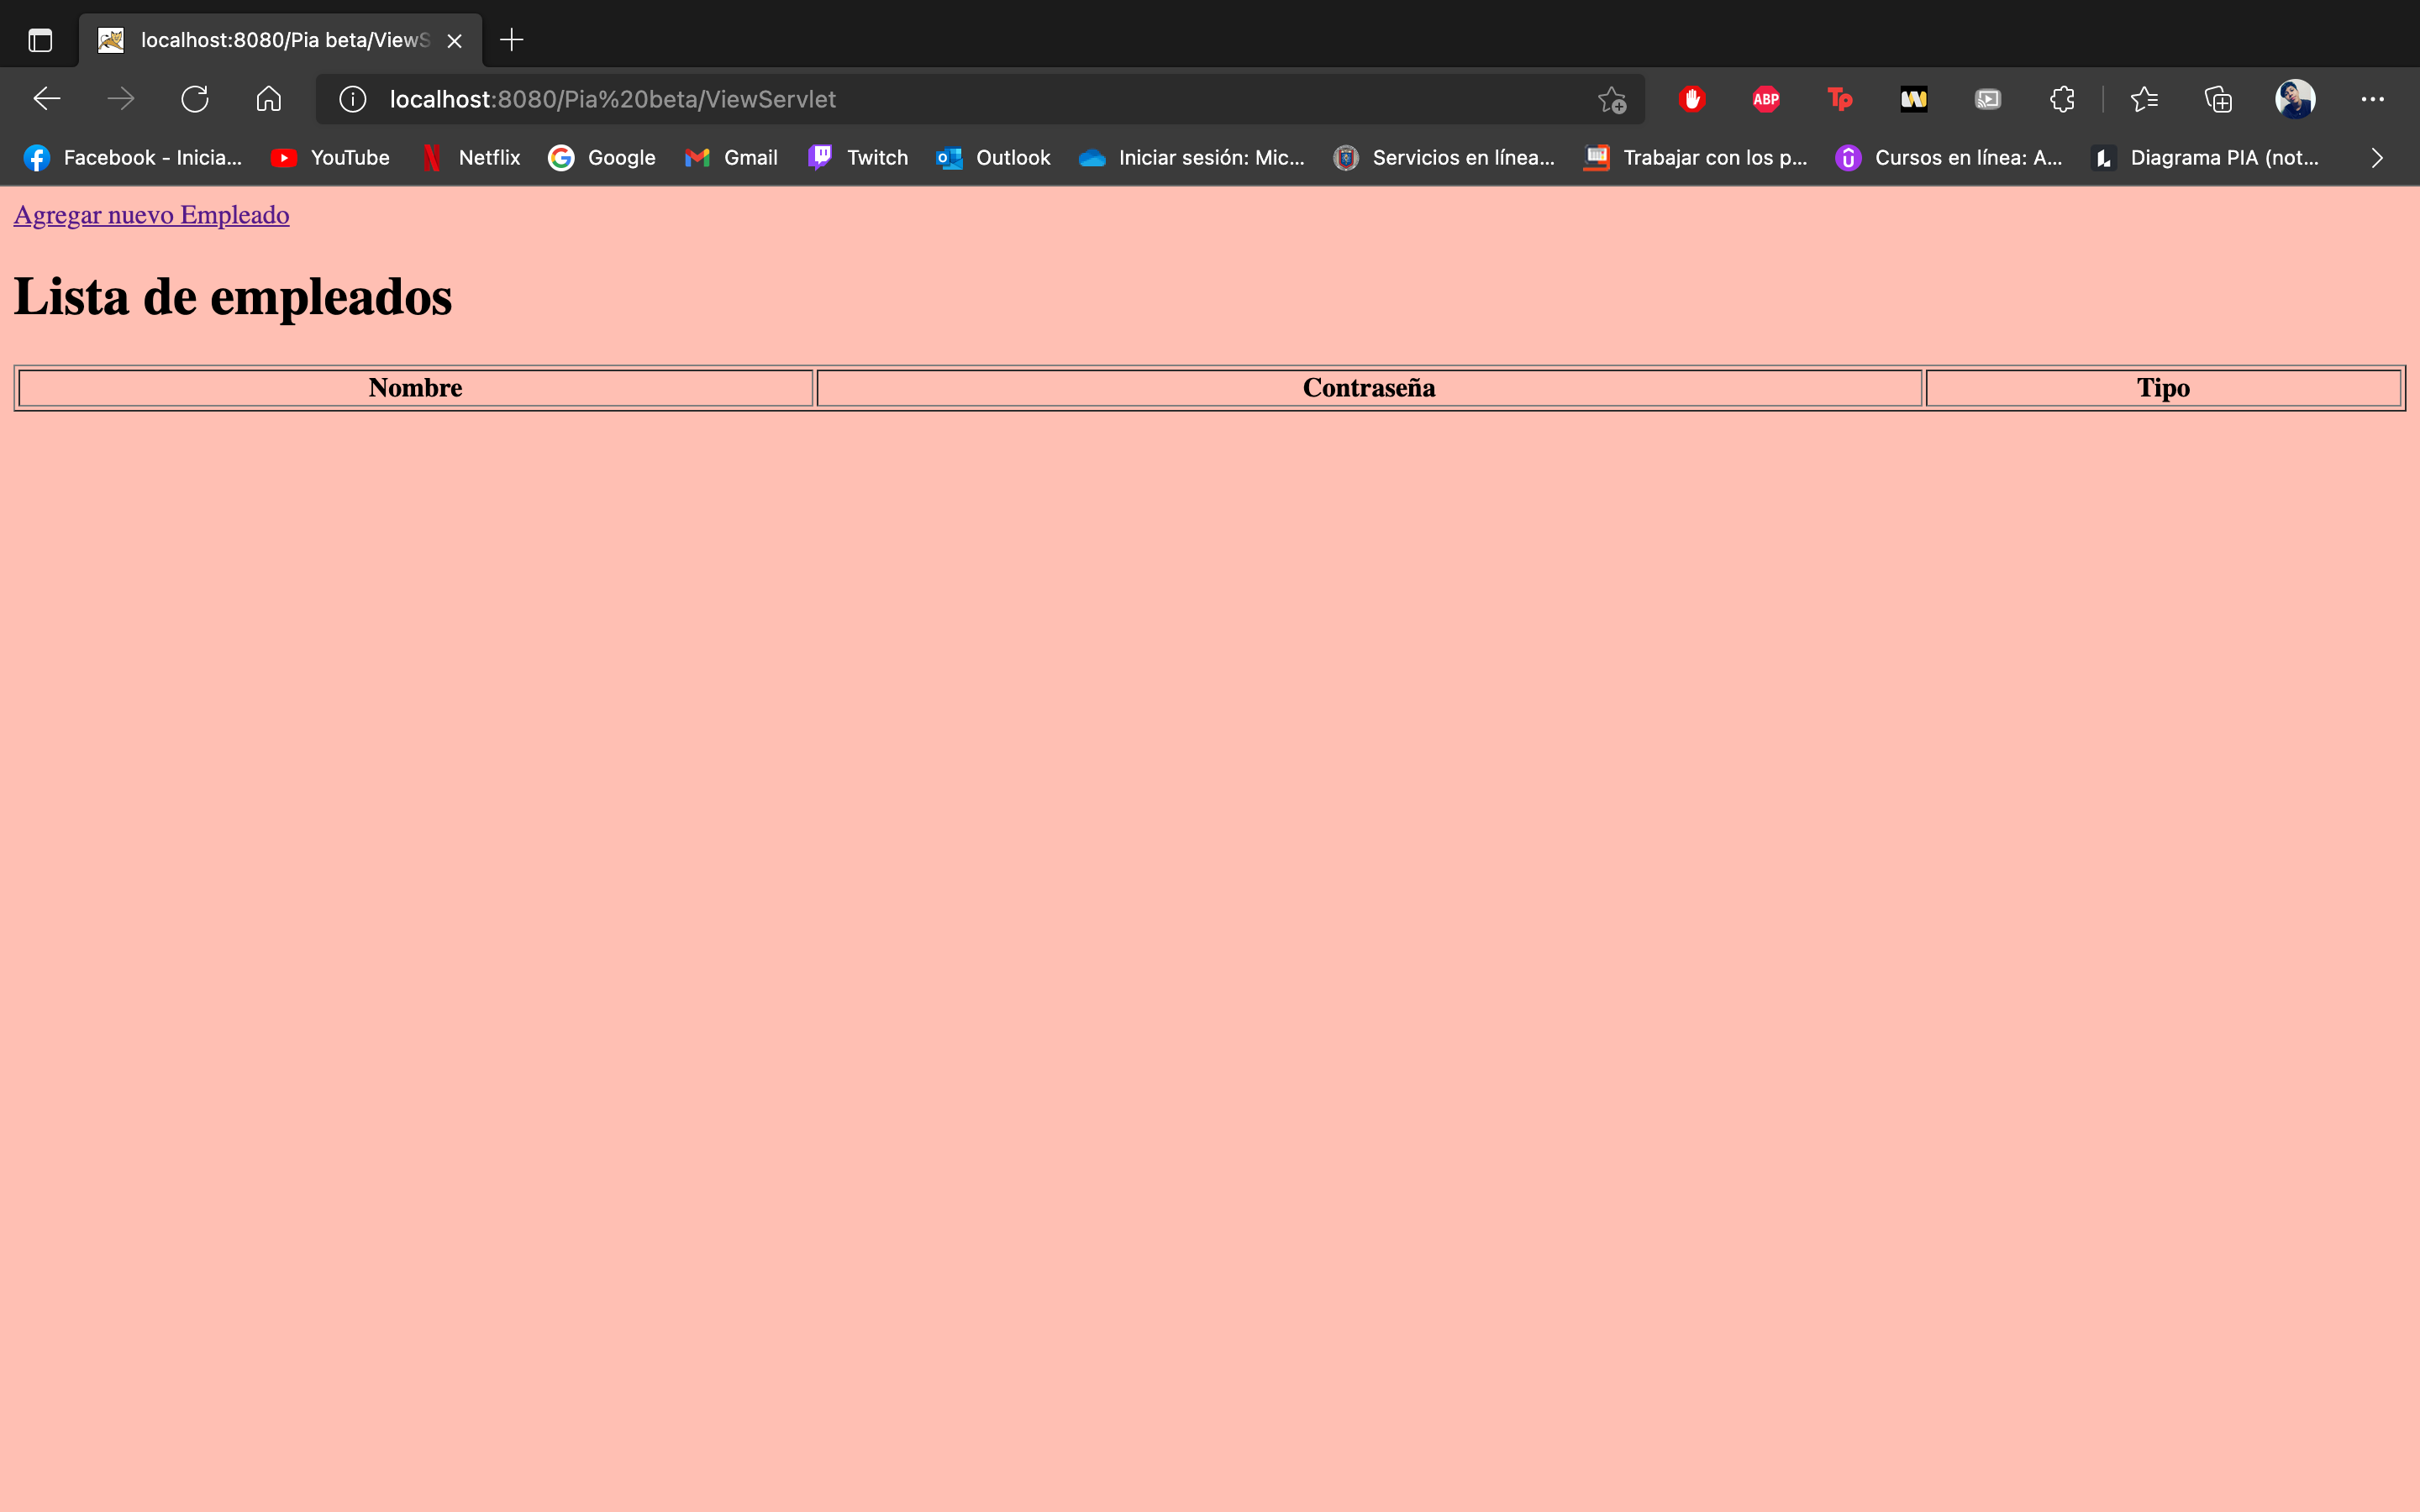 localhost:8080/Pia beta/ViewS
localhost:8080/Pia%20beta/ViewServlet
ABP
Tp
Facebook - Inicia...
YouTube
Netflix
Google
Gmail
Twitch
Outlook
Iniciar sesión: Mic...
Servicios en línea...
Trabajar con los p...
Cursos en línea: A...
Diagrama PIA (not...
Agregar nuevo Empleado
Lista de empleados
Nombre Contraseña Tipo